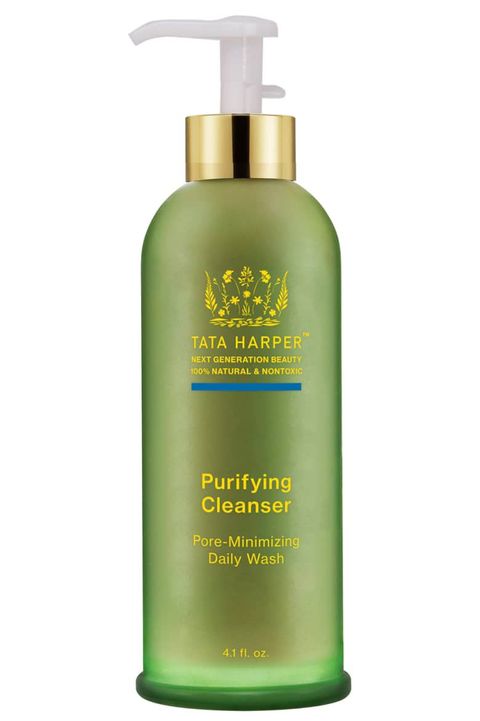 TATA HARPER™
NEXT GENERATION BEAUTY
100% NATURAL & NONTOXIC
Purifying
Cleanser
Pore-Minimizing
Daily Wash
4.1 fl. oz.